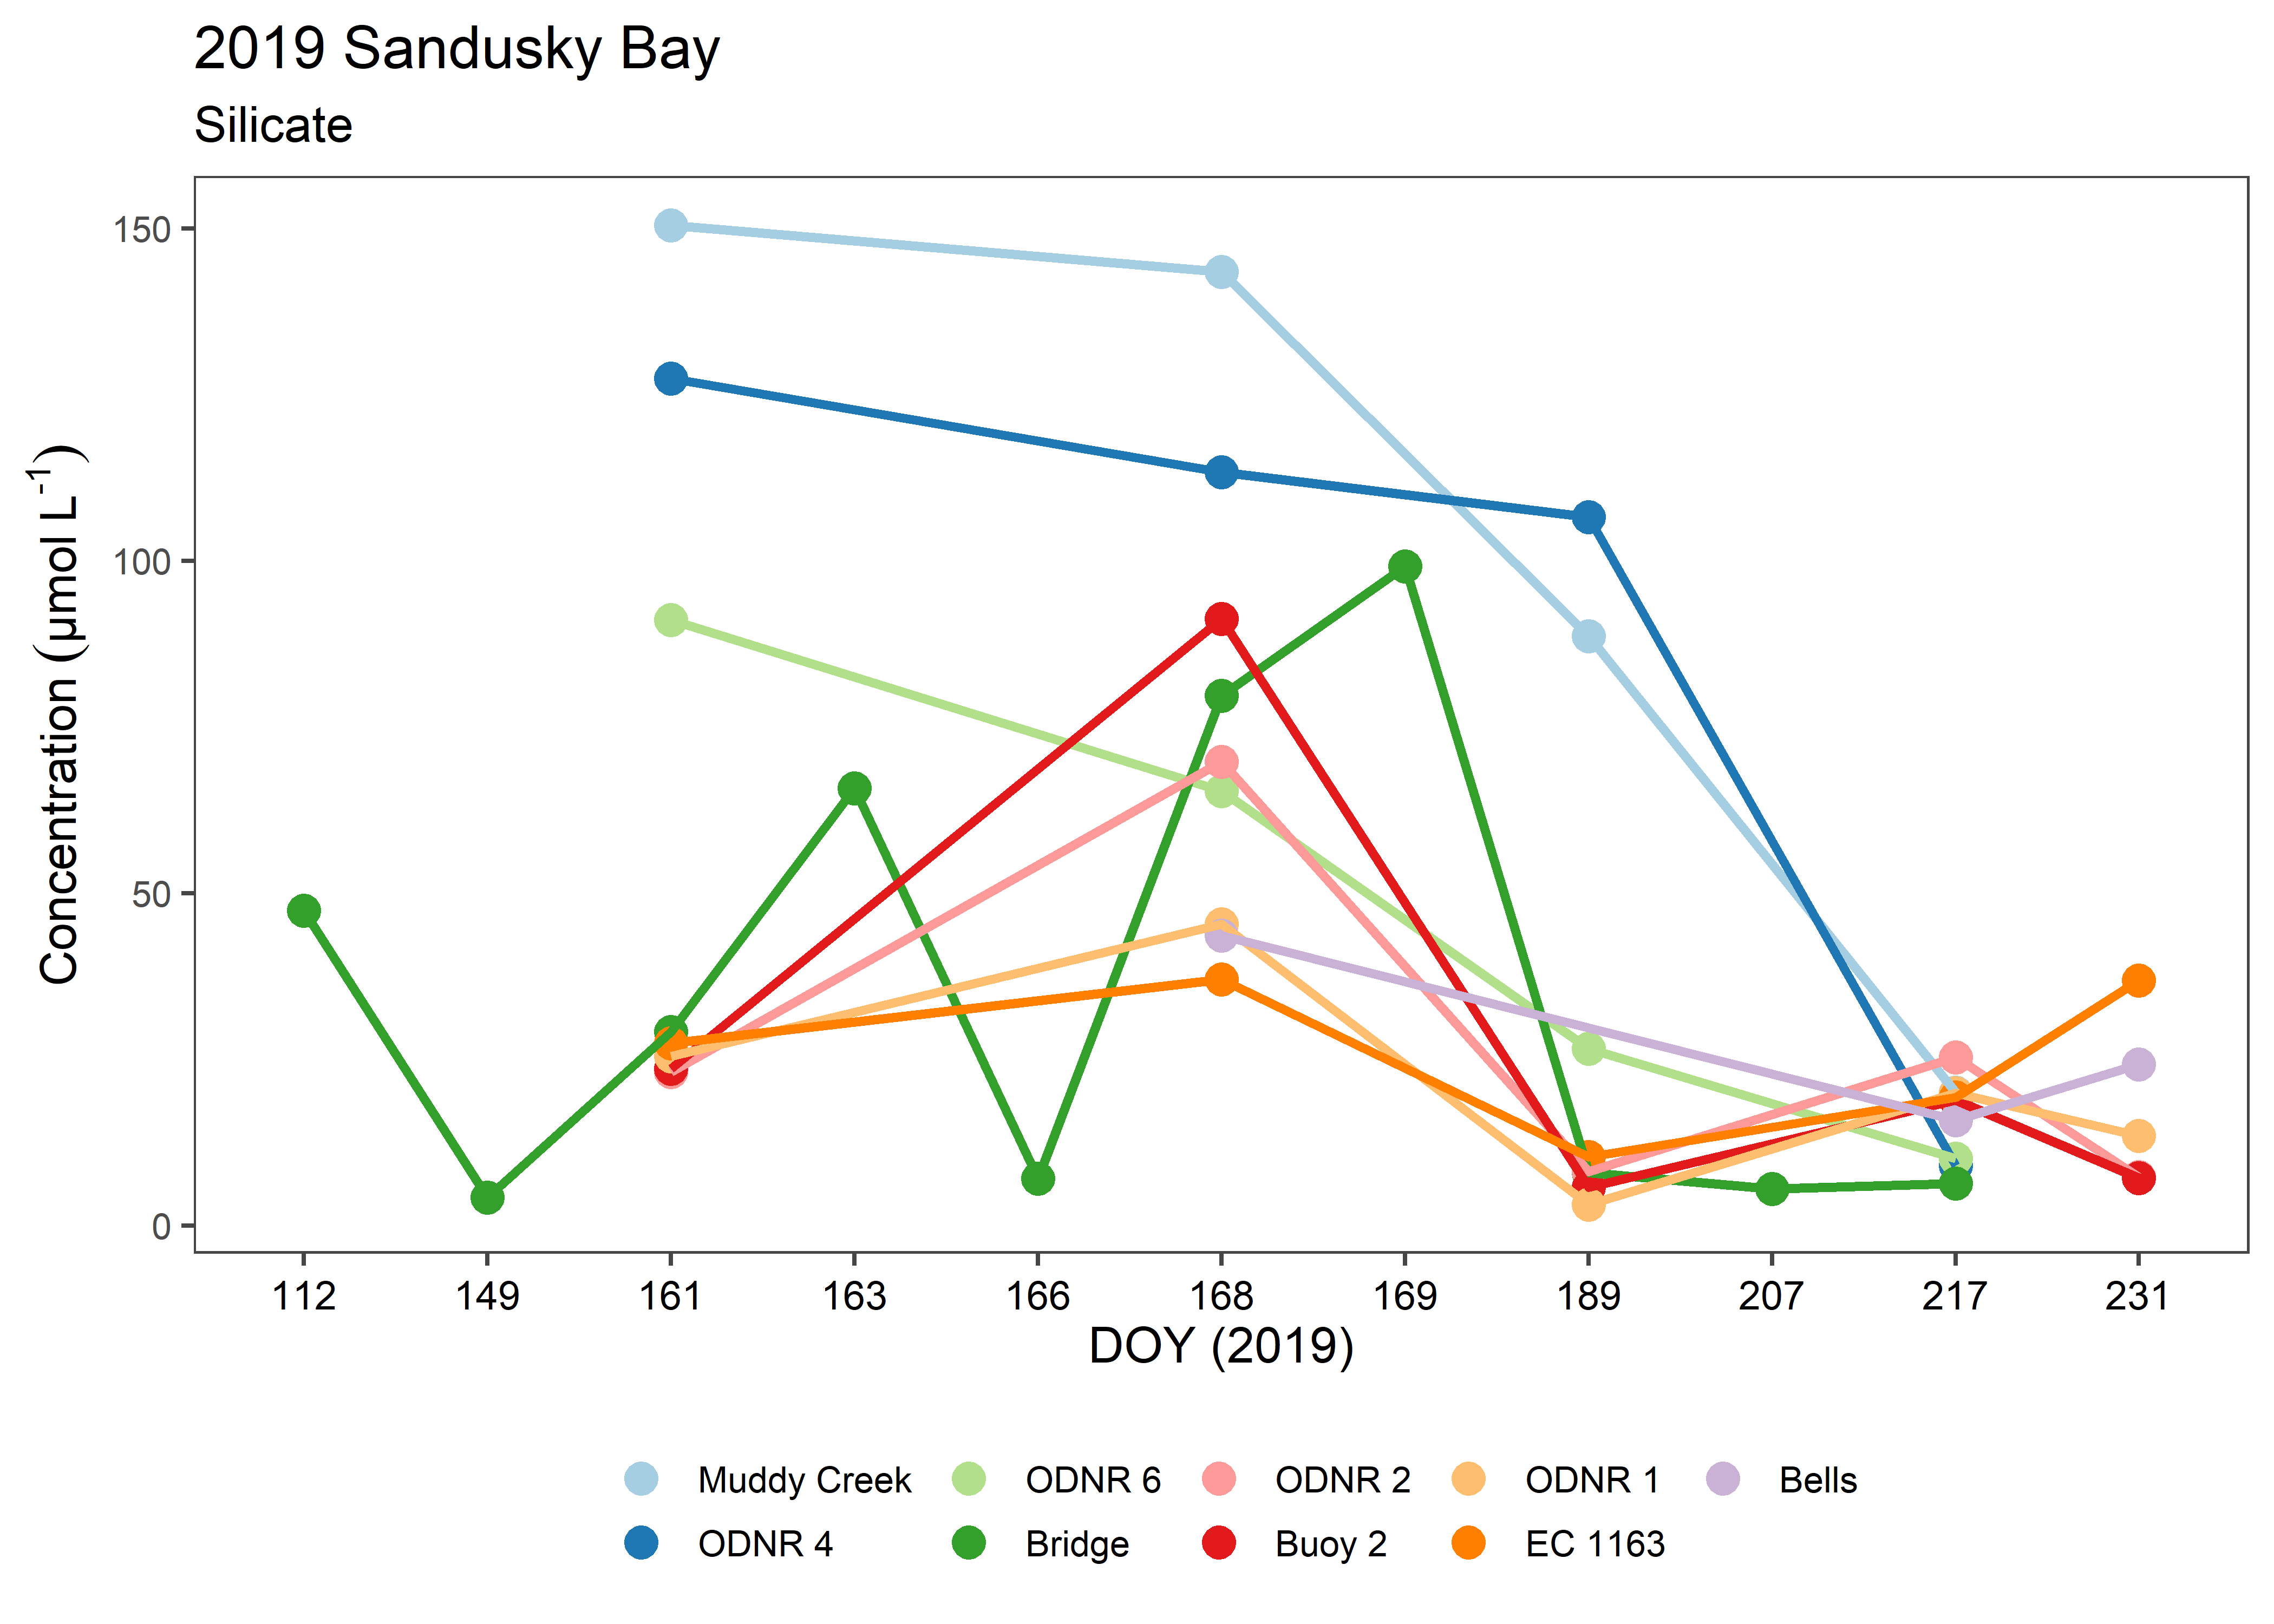 2019 Sandusky Bay
Silicate
Concentration (µmol L⁻¹)
150
100
50
0
112 149 161 163 166 168 169 189 207 217 231
DOY (2019)
Muddy Creek ODNR 6 ODNR 2 ODNR 1 Bells
ODNR 4 Bridge Buoy 2 EC 1163